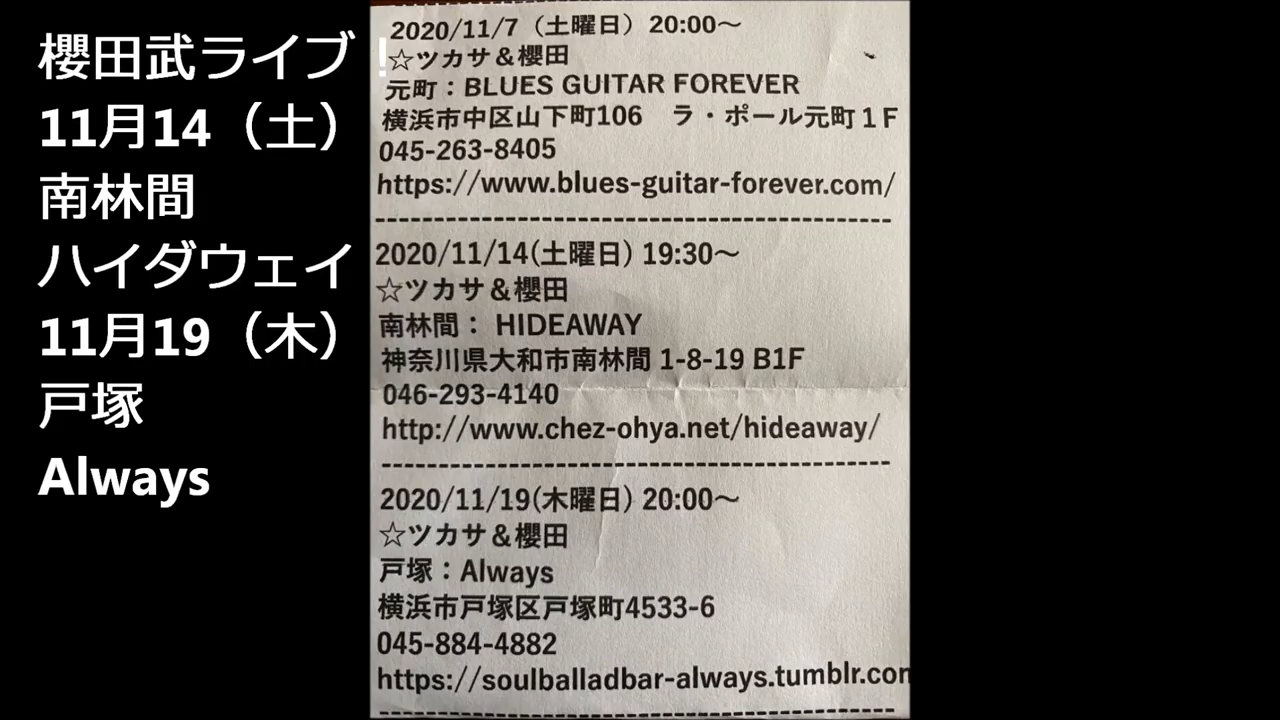 櫻田武ライブ！
11月14（土）
南林間
ハイダウェイ
11月19（木）
戸塚
Always
2020/11/7（土曜日）20:00～
☆ツカサ＆櫻田
元町：BLUES GUITAR FOREVER
横浜市中区山下町106　ラ・ポール元町１F
045-263-8405
https://www.blues-guitar-forever.com/
2020/11/14(土曜日) 19:30～
☆ツカサ＆櫻田
南林間： HIDEAWAY
神奈川県大和市南林間 1-8-19 B1F
046-293-4140
http://www.chez-ohya.net/hideaway/
2020/11/19(木曜日) 20:00～
☆ツカサ＆櫻田
戸塚：Always
横浜市戸塚区戸塚町4533-6
045-884-4882
https://soulballadbar-always.tumblr.con